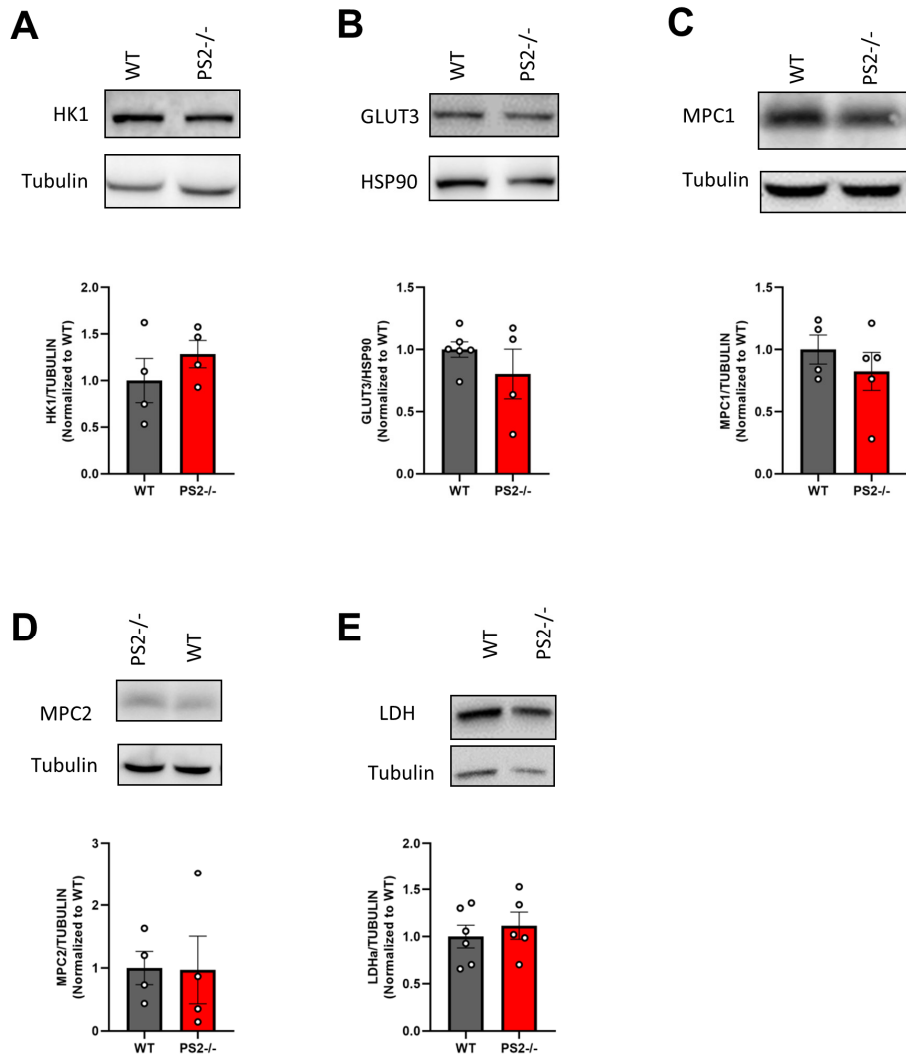 A
WT
PS2-/-
HK1
Tubulin
2.0
1.5
1.0
0.5
0.0
HK1/TUBULIN
(Normalized to WT)
WT
PS2-/-
B
WT
PS2-/-
GLUT3
HSP90
1.5
1.0
0.5
0.0
GLUT3/HSP90
(Normalized to WT)
WT
PS2-/-
C
WT
PS2-/-
MPC1
Tubulin
1.5
1.0
0.5
0.0
MPC1/TUBULIN
(Normalized to WT)
WT
PS2-/-
D
PS2-/-
WT
MPC2
Tubulin
3
2
1
0
MPC2/TUBULIN
(Normalized to WT)
WT
PS2-/-
E
WT
PS2-/-
LDH
Tubulin
2.0
1.5
1.0
0.5
0.0
LDHa/TUBULIN
(Normalized to WT)
WT
PS2-/-